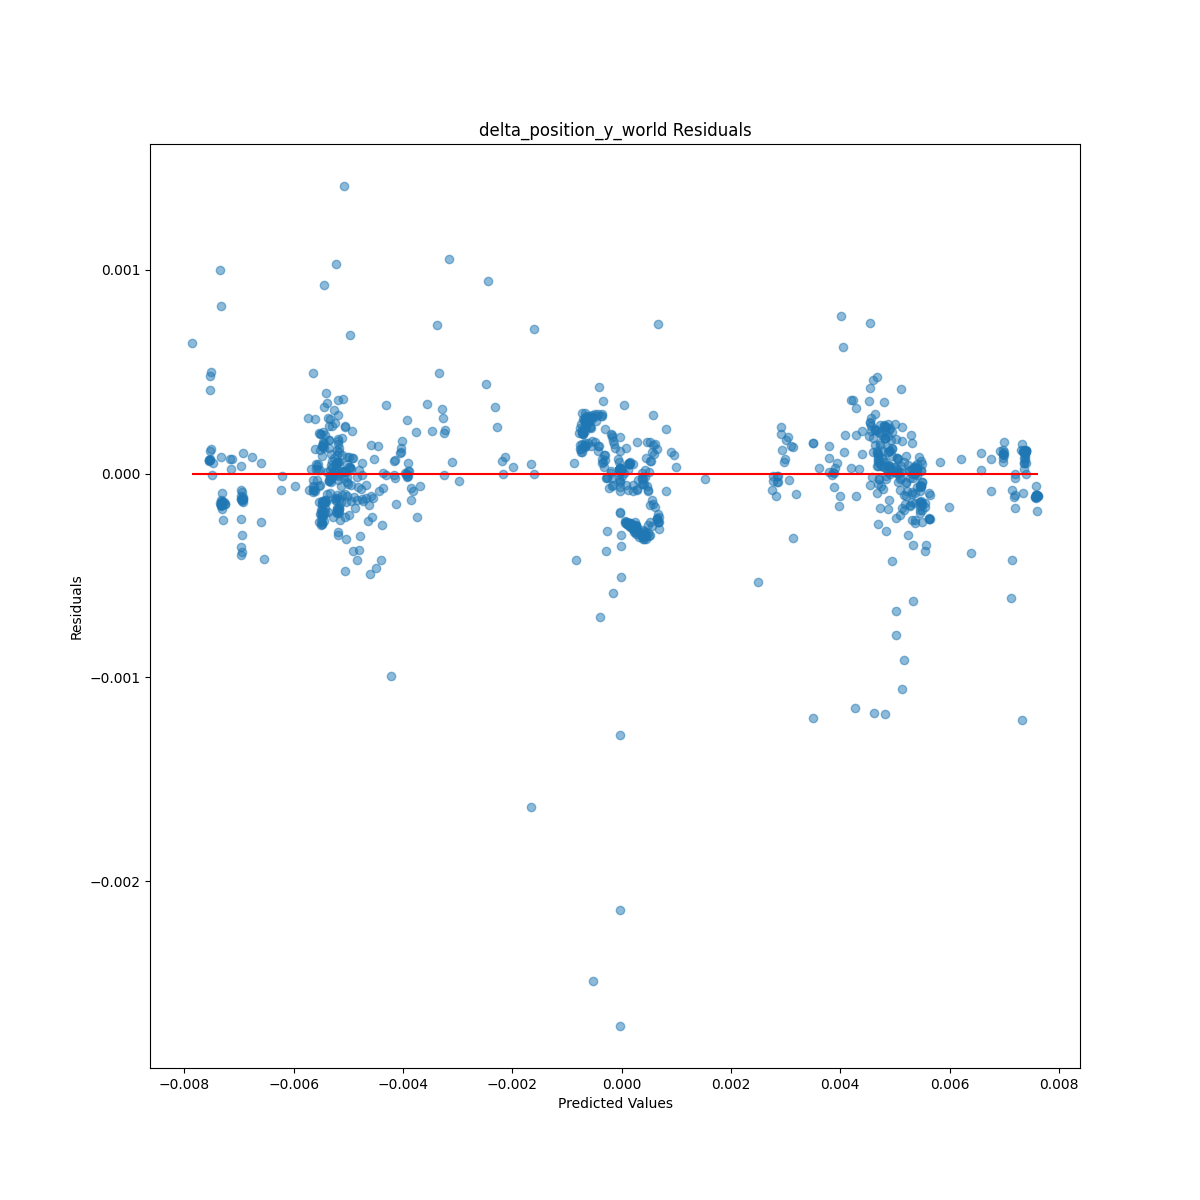 delta_position_y_world Residuals
0.001
0.000
−0.001
−0.002
Residuals
−0.008 −0.006 −0.004 −0.002 0.000 0.002 0.004 0.006 0.008
Predicted Values